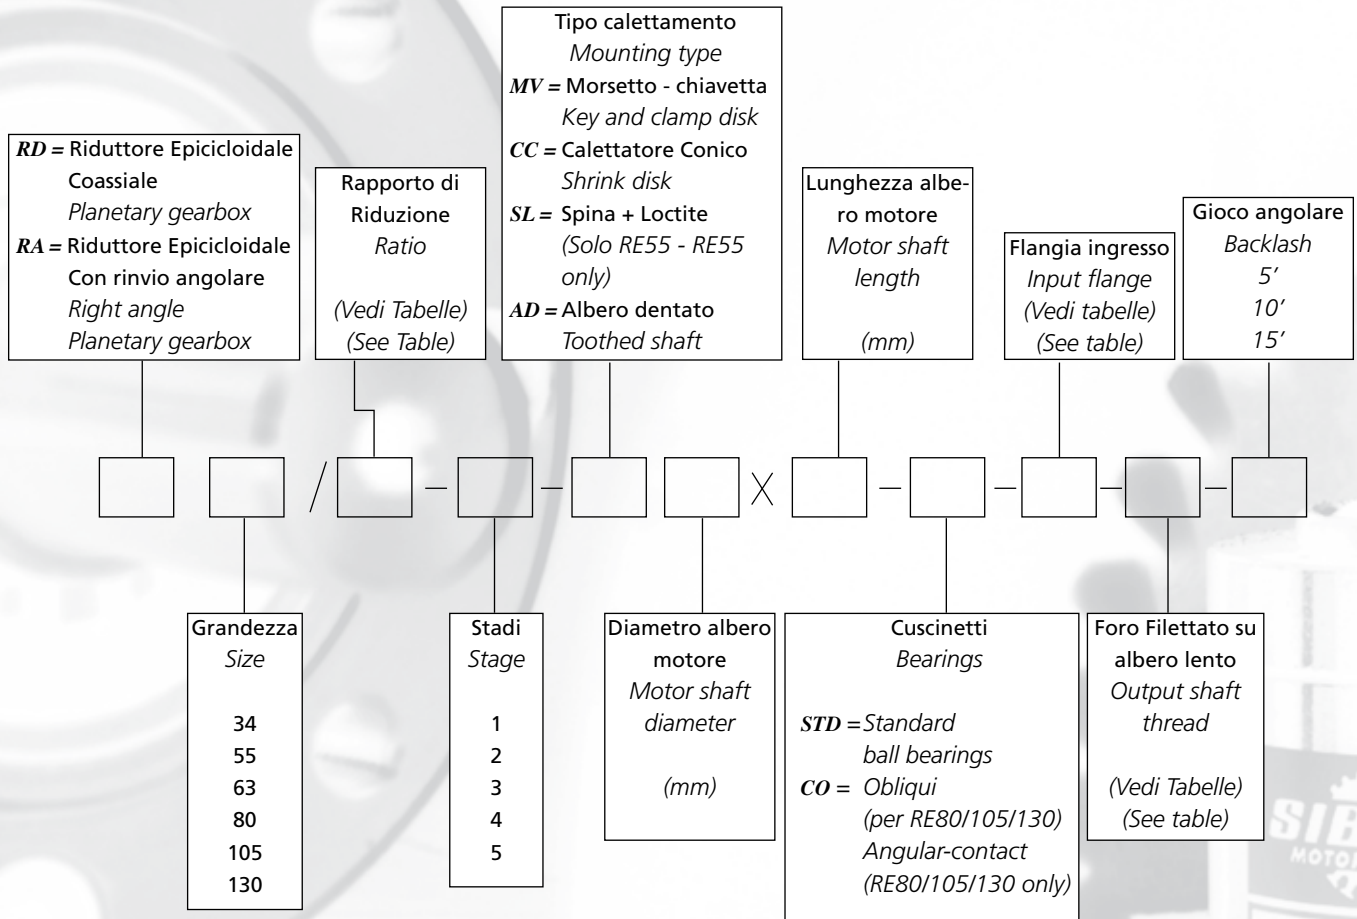 Tipo calettamento
Mounting type
MV = Morsetto - chiavetta
Key and clamp disk
CC = Calettatore Conico
Shrink disk
SL = Spina + Loctite
(Solo RE55 - RE55
only)
AD = Albero dentato
Toothed shaft
RD = Riduttore Epicicloidale
Coassiale
Planetary gearbox
RA = Riduttore Epicicloidale
Con rinvio angolare
Right angle
Planetary gearbox
Rapporto di
Riduzione
Ratio
(Vedi Tabelle)
(See Table)
Lunghezza albe-
ro motore
Motor shaft
length
(mm)
Flangia ingresso
Input flange
(Vedi tabelle)
(See table)
Gioco angolare
Backlash
5’
10’
15’
/ – – X – – – –
Grandezza
Size
34
55
63
80
105
130
Stadi
Stage
1
2
3
4
5
Diametro albero
motore
Motor shaft
diameter
(mm)
Cuscinetti
Bearings
STD = Standard
ball bearings
CO = Obliqui
(per RE80/105/130)
Angular-contact
(RE80/105/130 only)
Foro Filettato su
albero lento
Output shaft
thread
(Vedi Tabelle)
(See table)